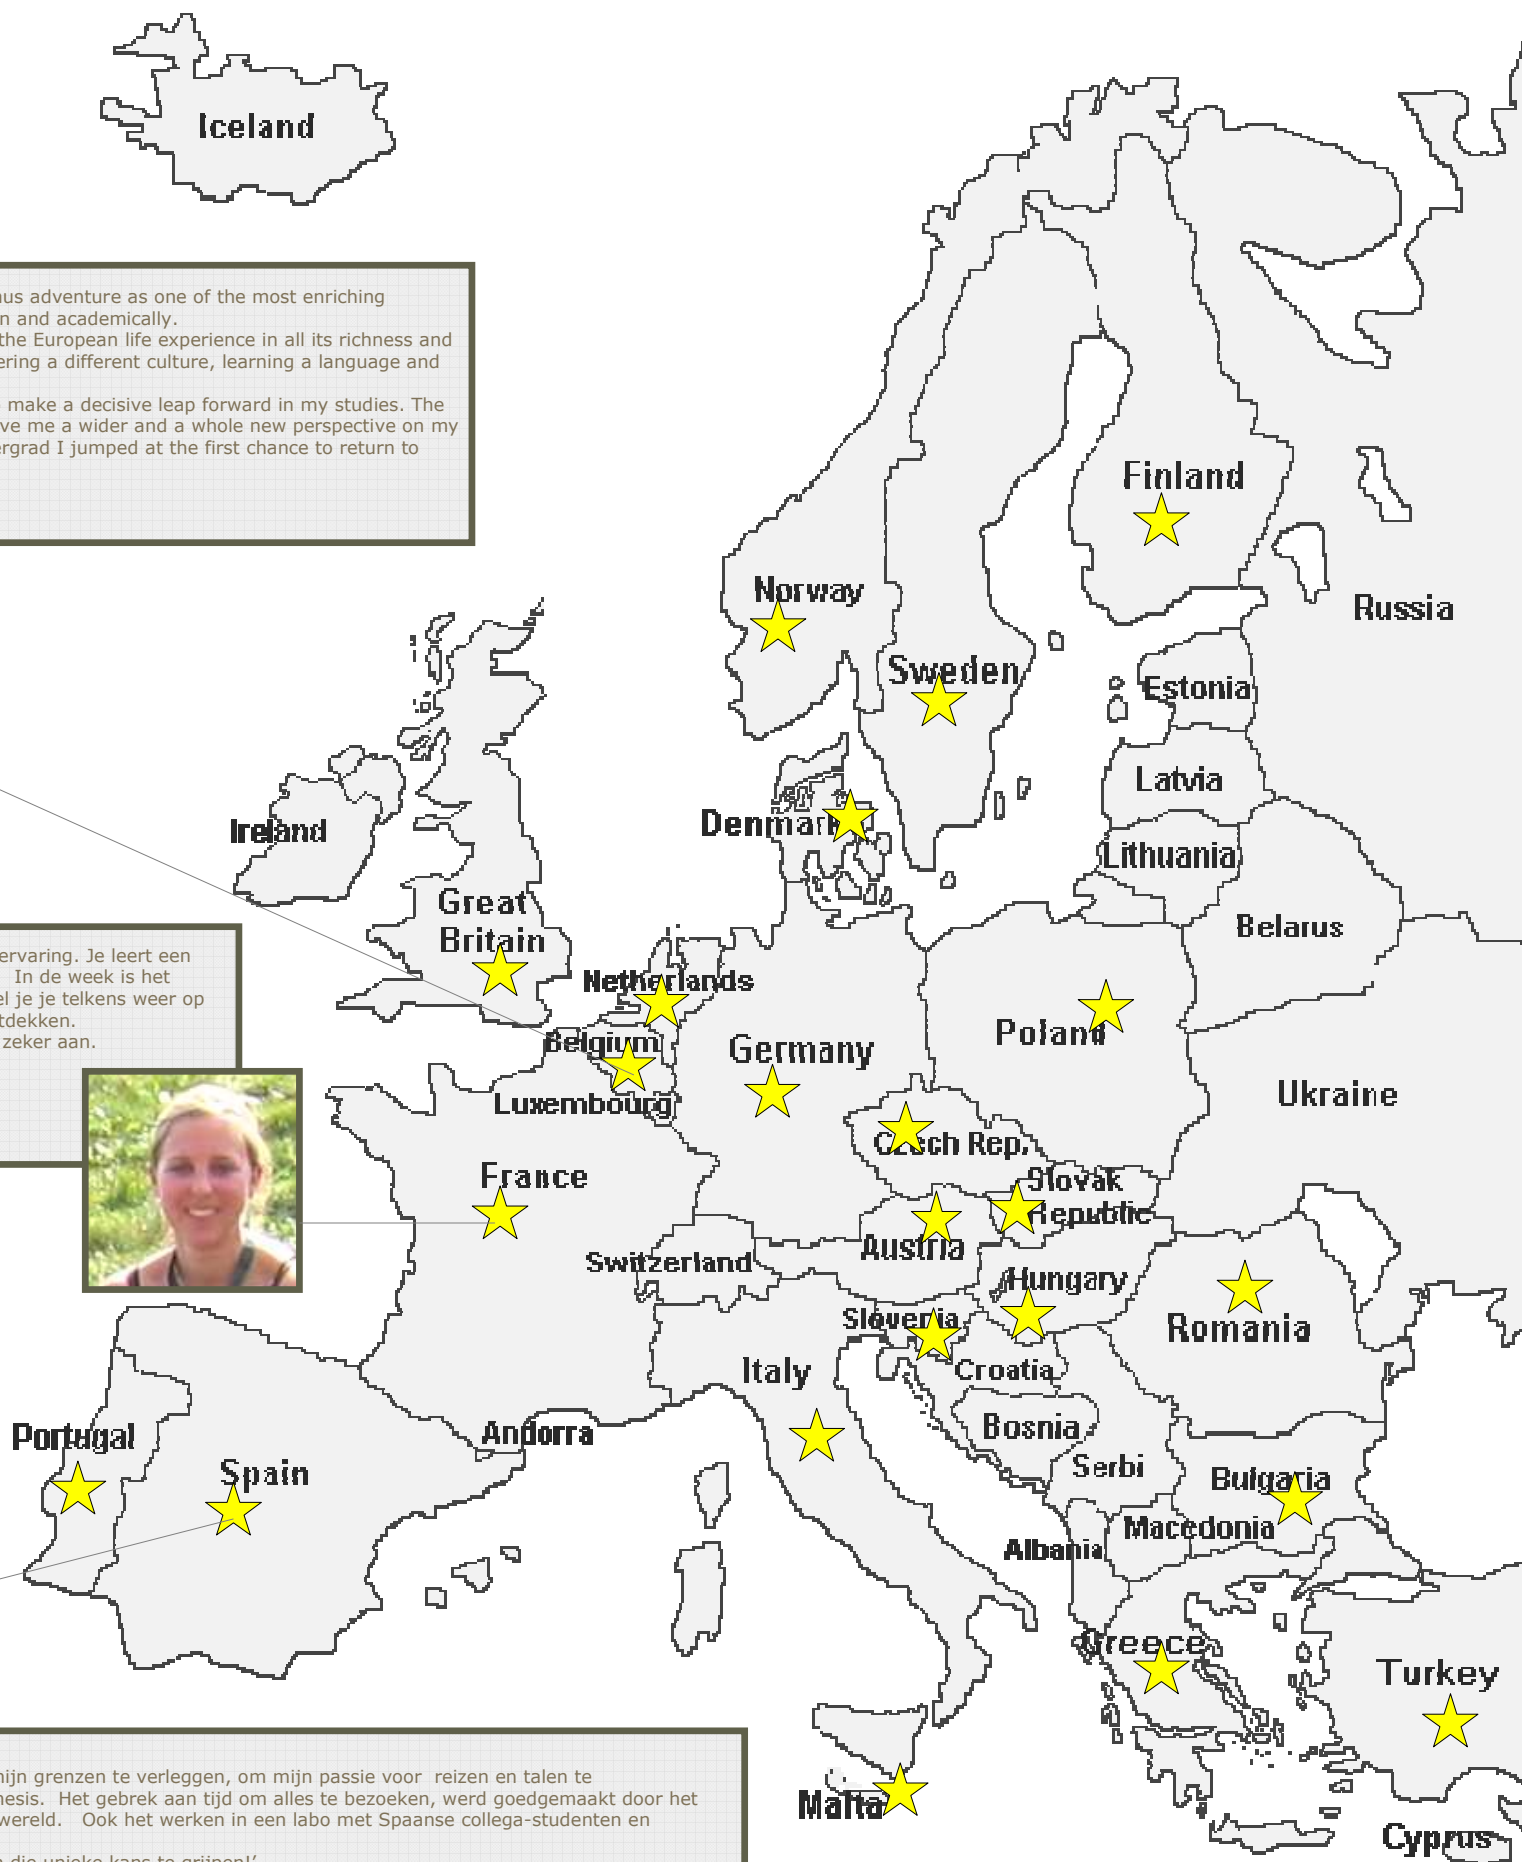 Iceland
nus adventure as one of the most enriching
n and academically.
the European life experience in all its richness and
ering a different culture, learning a language and
make a decisive leap forward in my studies. The
ve me a wider and a whole new perspective on my
ergrad I jumped at the first chance to return to
Finland
Norway
Russia
Sweden
Estonia
Latvia
Ireland
Denmark
Lithuania
Great
Britain
Belarus
ervaring. Je leert een
In de week is het
el je je telkens weer op
tdekken.
zeker aan.
Netherlands
Belgium
Germany
Poland
Luxembourg
Ukraine
Czech Rep.
France
Slovak
Republic
Austria
Switzerland
Hungary
Slovenia
Romania
Italy
Croatia
Portugal
Andorra
Bosnia
Spain
Serbi
Bulgaria
Macedonia
Albania
Greece
Turkey
mijn grenzen te verleggen, om mijn passie voor reizen en talen te
hesis. Het gebrek aan tijd om alles te bezoeken, werd goedgemaakt door het
wereld. Ook het werken in een labo met Spaanse collega-studenten en
die unieke kans te grijpen!’
Malta
Cyprus